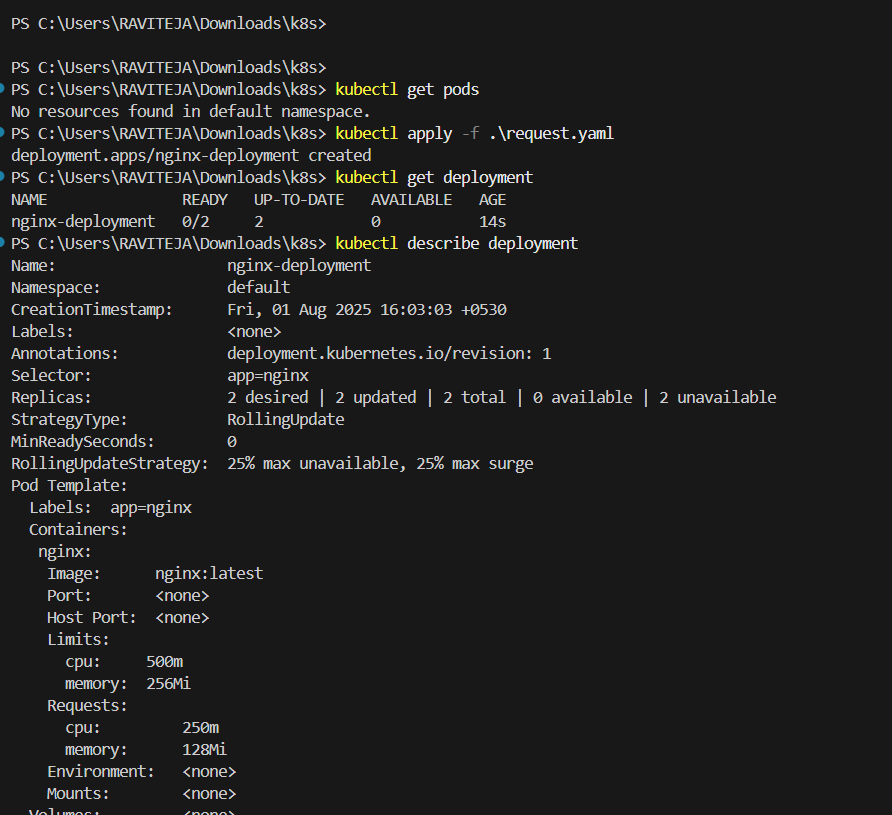 PS C:\Users\RAVITEJA\Downloads\k8s>
PS C:\Users\RAVITEJA\Downloads\k8s>
PS C:\Users\RAVITEJA\Downloads\k8s> kubectl get pods
No resources found in default namespace.
PS C:\Users\RAVITEJA\Downloads\k8s> kubectl apply -f .\request.yaml
deployment.apps/nginx-deployment created
PS C:\Users\RAVITEJA\Downloads\k8s> kubectl get deployment
NAME               READY   UP-TO-DATE   AVAILABLE   AGE
nginx-deployment   0/2     2            0           14s
PS C:\Users\RAVITEJA\Downloads\k8s> kubectl describe deployment
Name:                   nginx-deployment
Namespace:              default
CreationTimestamp:      Fri, 01 Aug 2025 16:03:03 +0530
Labels:                 <none>
Annotations:            deployment.kubernetes.io/revision: 1
Selector:               app=nginx
Replicas:               2 desired | 2 updated | 2 total | 0 available | 2 unavailable
StrategyType:           RollingUpdate
MinReadySeconds:        0
RollingUpdateStrategy:  25% max unavailable, 25% max surge
Pod Template:
  Labels:  app=nginx
  Containers:
   nginx:
    Image:      nginx:latest
    Port:       <none>
    Host Port:  <none>
    Limits:
      cpu:     500m
      memory:  256Mi
    Requests:
      cpu:        250m
      memory:     128Mi
    Environment:  <none>
    Mounts:       <none>
  Volumes:        <none>